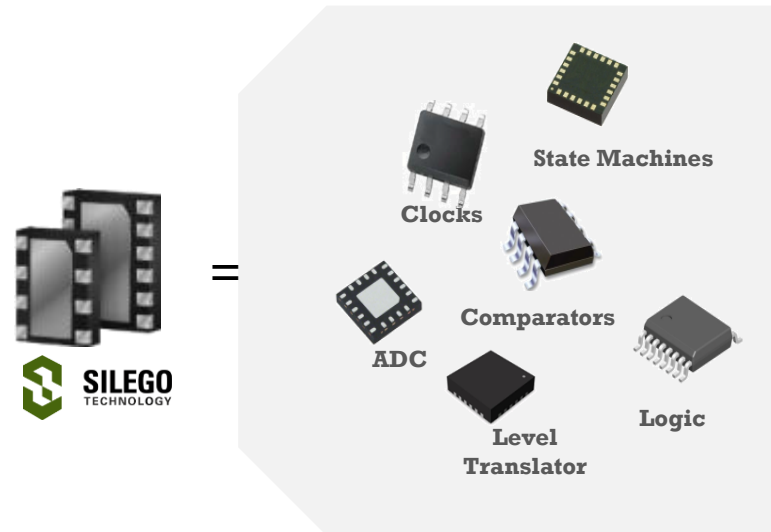 State Machines
Clocks
=
Comparators
ADC
SILEGO
TECHNOLOGY
Logic
Level
Translator